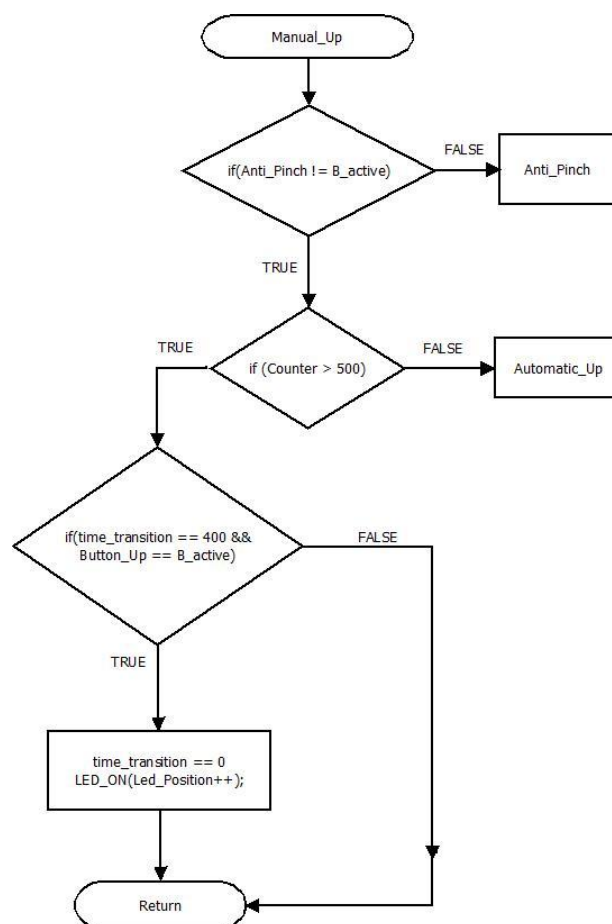 Manual_Up
if(Anti_Pinch != B_active)
FALSE
Anti_Pinch
TRUE
if (Counter > 500)
TRUE
FALSE
Automatic_Up
if(time_transition == 400 &&
Button_Up == B_active)
FALSE
TRUE
time_transition == 0
LED_ON(Led_Position++);
Return